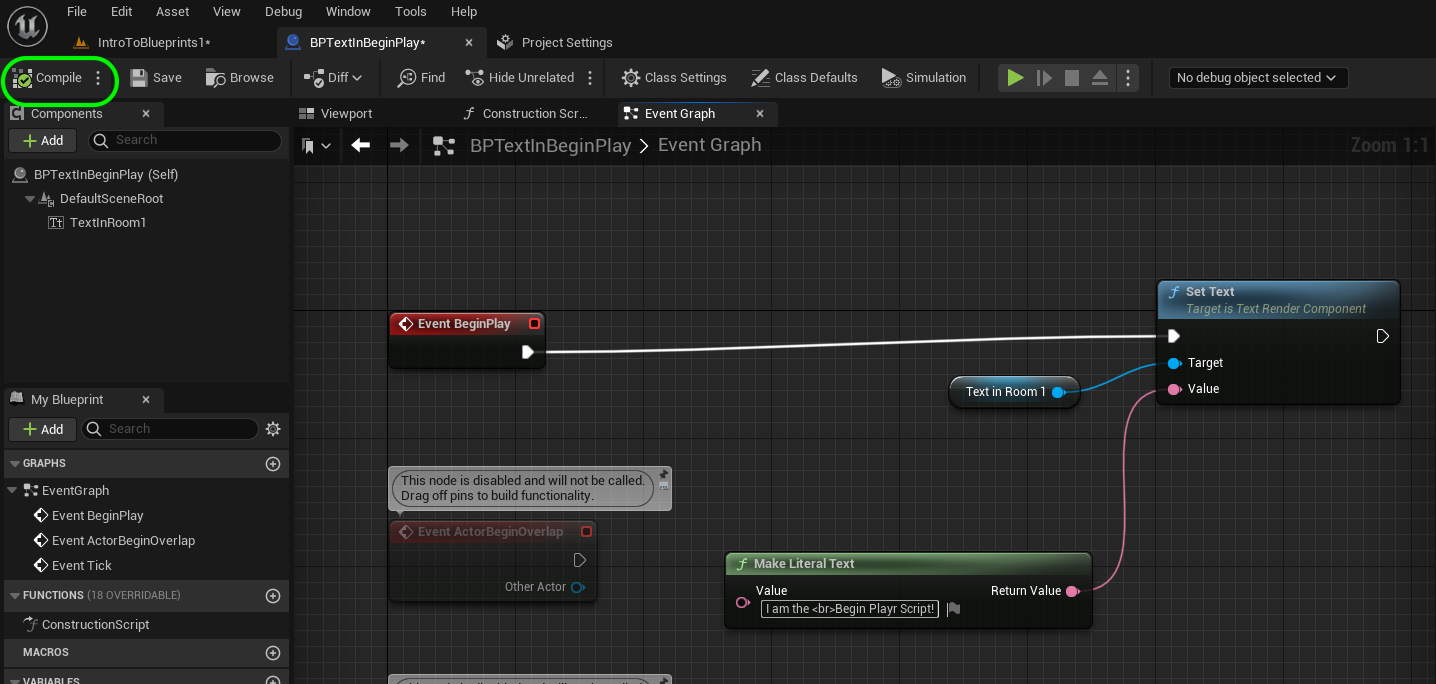 File Edit Asset View Debug Window Tools Help
IntroToBlueprints1* BPTextInBeginPlay* Project Settings
Compile Save Browse Diff Find Hide Unrelated Class Settings Class Defaults Simulation No debug object selected
Components Viewport Construction Scr... Event Graph
Add Search
BPTextInBeginPlay > Event Graph Zoom 1:1
BPTextInBeginPlay (Self)
DefaultSceneRoot
TextInRoom1
Set Text
Target is Text Render Component
Event BeginPlay
Target
Text in Room 1
Value
My Blueprint
Add Search
GRAPHS
EventGraph
Event BeginPlay
Event ActorBeginOverlap
Event Tick
FUNCTIONS (18 OVERRIDABLE)
ConstructionScript
MACROS
VARIABLES
This node is disabled and will not be called.
Drag off pins to build functionality.
Event ActorBeginOverlap
Other Actor
Make Literal Text
Value Return Value
I am the <br>Begin Playr Script!